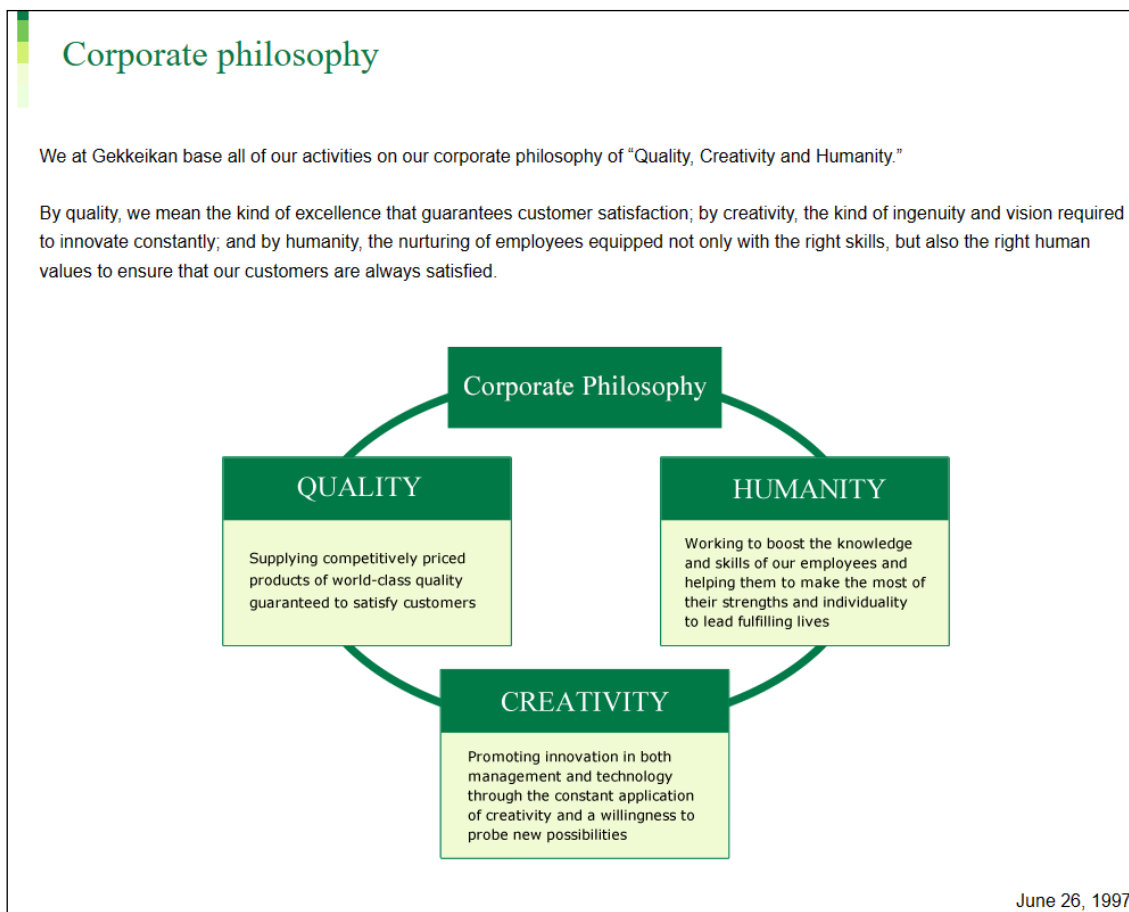 Corporate philosophy
We at Gekkeikan base all of our activities on our corporate philosophy of “Quality, Creativity and Humanity.”
By quality, we mean the kind of excellence that guarantees customer satisfaction; by creativity, the kind of ingenuity and vision required
to innovate constantly; and by humanity, the nurturing of employees equipped not only with the right skills, but also the right human
values to ensure that our customers are always satisfied.
Corporate Philosophy
QUALITY
Supplying competitively priced
products of world-class quality
guaranteed to satisfy customers
HUMANITY
Working to boost the knowledge
and skills of our employees and
helping them to make the most of
their strengths and individuality
to lead fulfilling lives
CREATIVITY
Promoting innovation in both
management and technology
through the constant application
of creativity and a willingness to
probe new possibilities
June 26, 1997